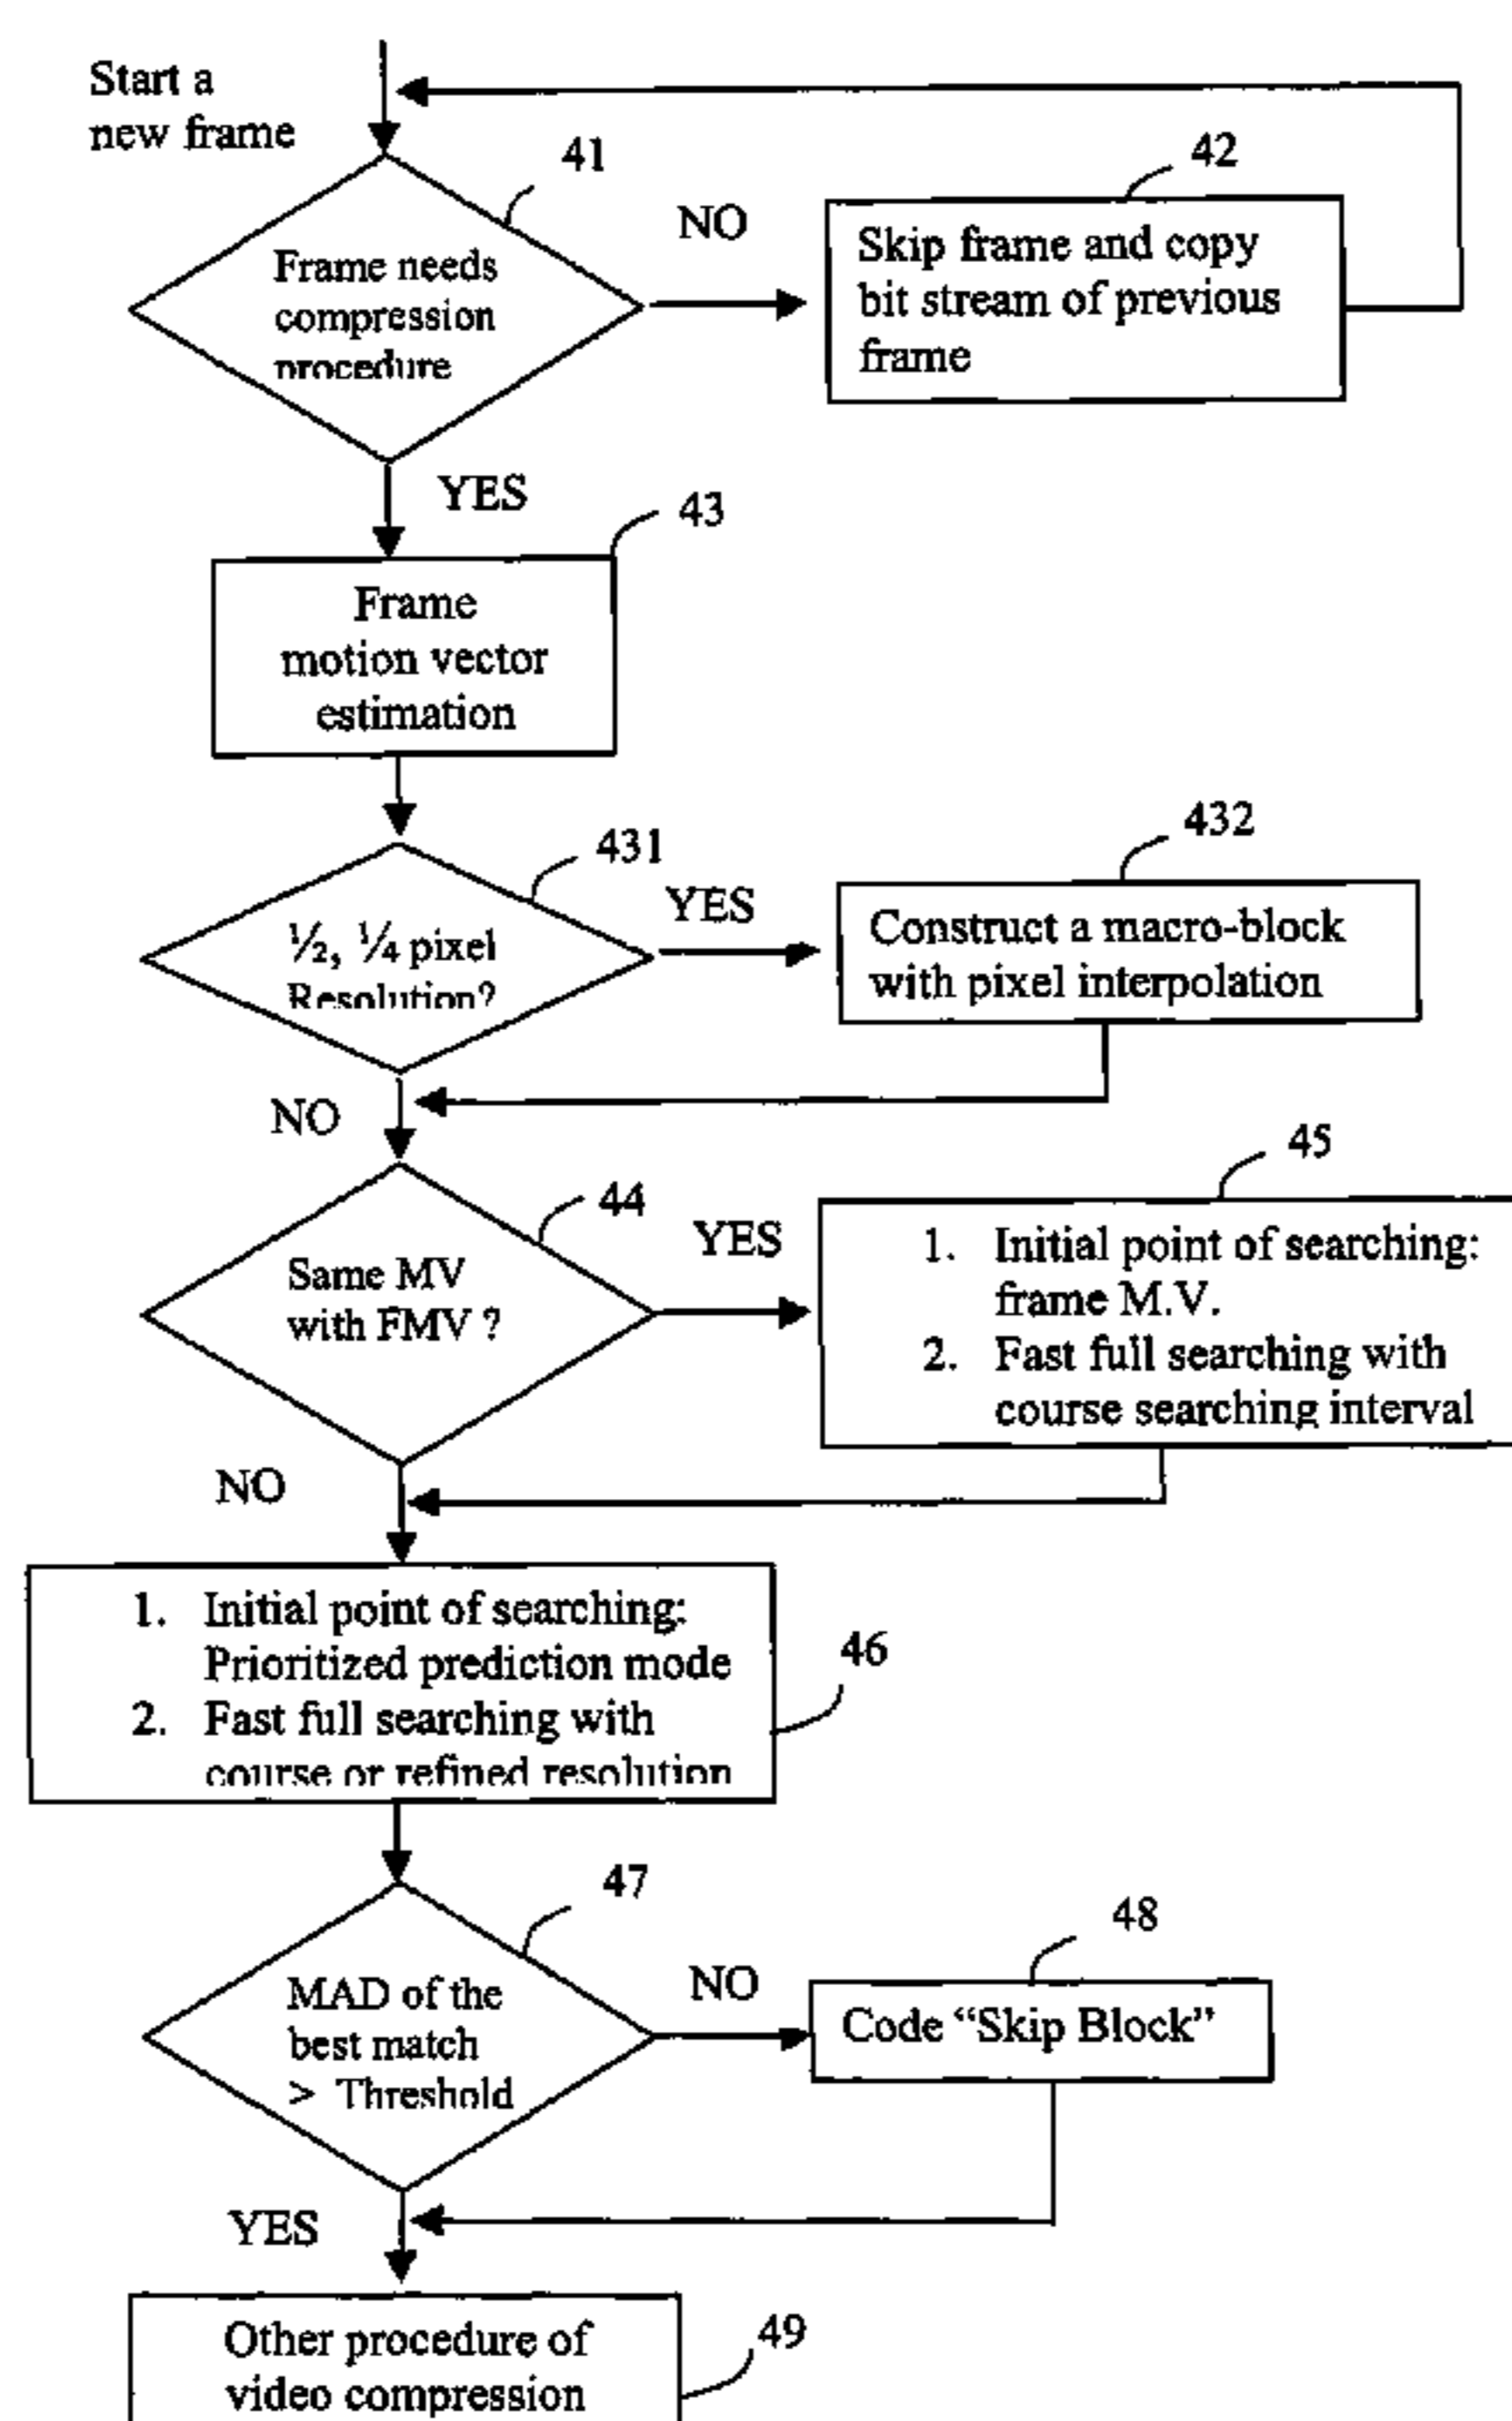 Start a
new frame
41
Frame needs
compression
procedure
NO
42
Skip frame and copy
bit stream of previous
frame
YES
43
Frame
motion vector
estimation
431
½, ¼ pixel
Resolution?
YES
432
Construct a macro-block
with pixel interpolation
NO
44
Same MV
with FMV ?
YES
45
1. Initial point of searching:
frame M.V.
2. Fast full searching with
course searching interval
NO
1. Initial point of searching:
Prioritized prediction mode
2. Fast full searching with
course or refined resolution
46
47
MAD of the
best match
> Threshold
NO
48
Code “Skip Block”
YES
Other procedure of
video compression
49